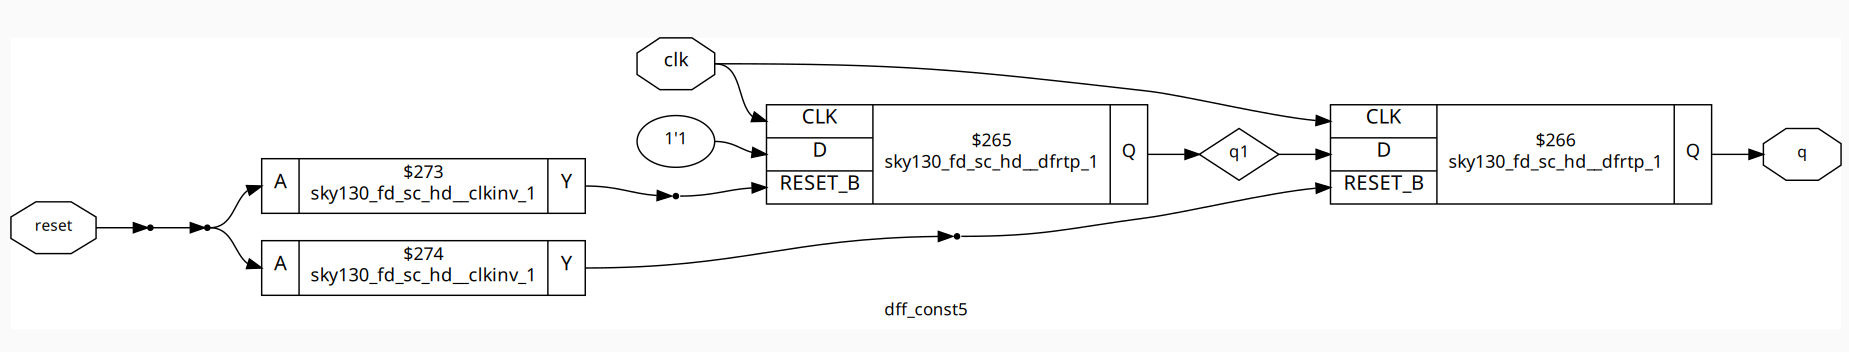 clk
1'1
CLK
D
RESET_B
$265
sky130_fd_sc_hd__dfrtp_1
Q
q1
CLK
D
RESET_B
$266
sky130_fd_sc_hd__dfrtp_1
Q
q
reset
A
$273
sky130_fd_sc_hd__clkinv_1
Y
A
$274
sky130_fd_sc_hd__clkinv_1
Y
dff_const5